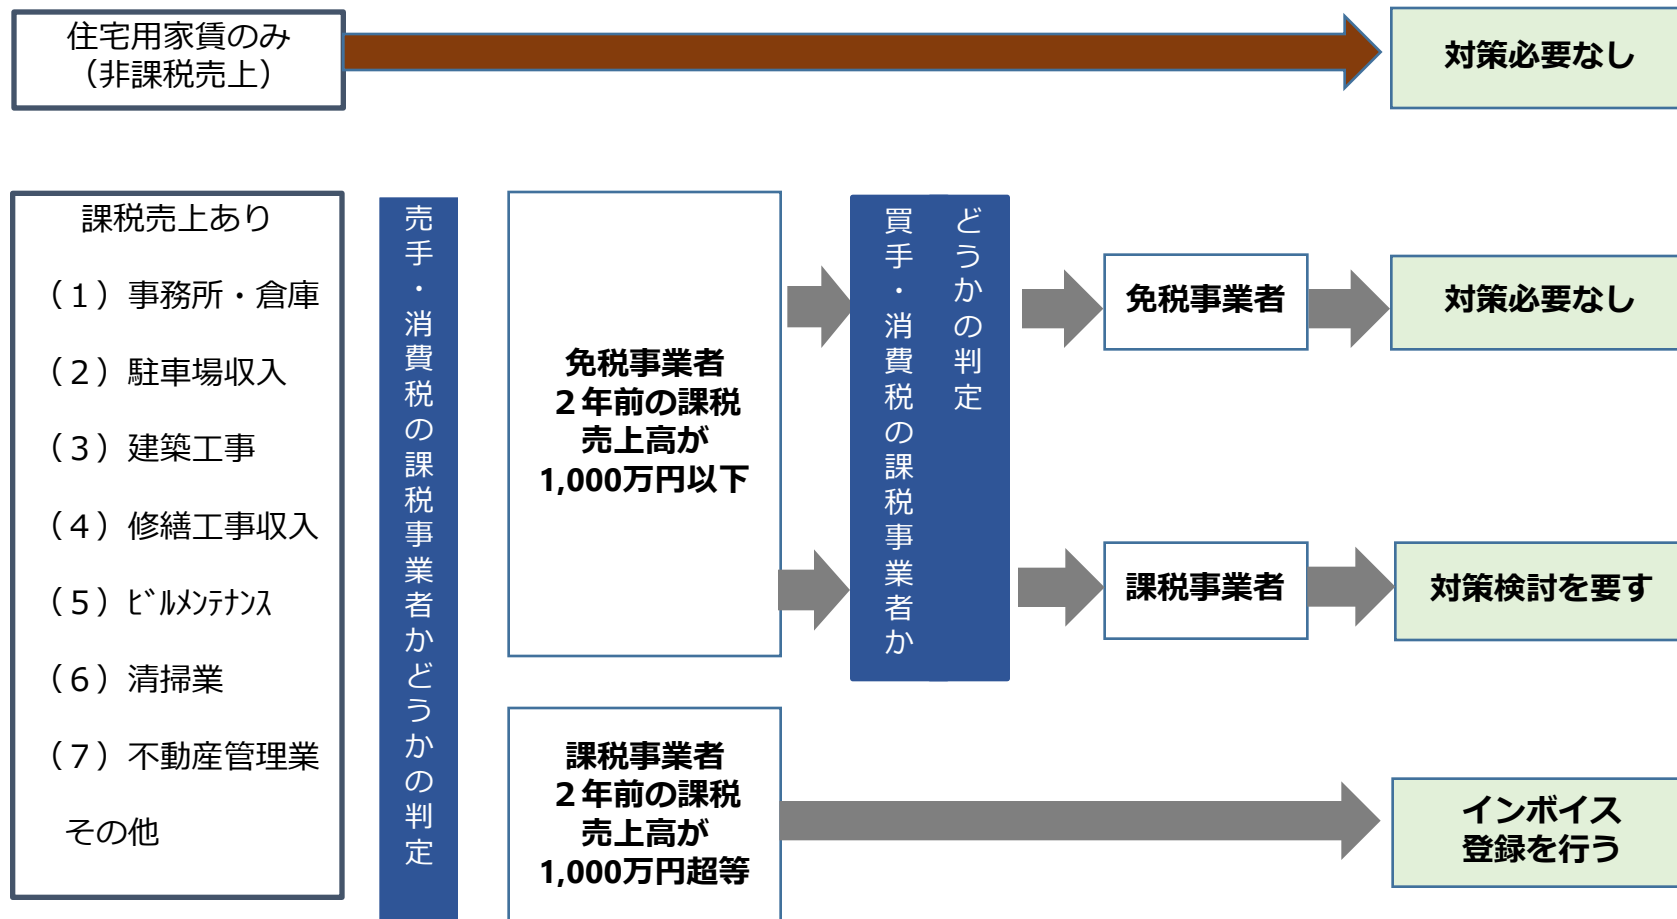 住宅用家賃のみ
（非課税売上）
対策必要なし
課税売上あり
（１）事務所・倉庫
（２）駐車場収入
（３）建築工事
（４）修繕工事収入
（５）ﾋﾞﾙﾒﾝﾃﾅﾝｽ
（６）清掃業
（７）不動産管理業
その他
売手・消費税の課税事業者かどうかの判定
免税事業者
２年前の課税
売上高が
1,000万円以下
買手・消費税の課税事業者か
どうかの判定
免税事業者
対策必要なし
課税事業者
対策検討を要す
課税事業者
２年前の課税
売上高が
1,000万円超等
インボイス
登録を行う